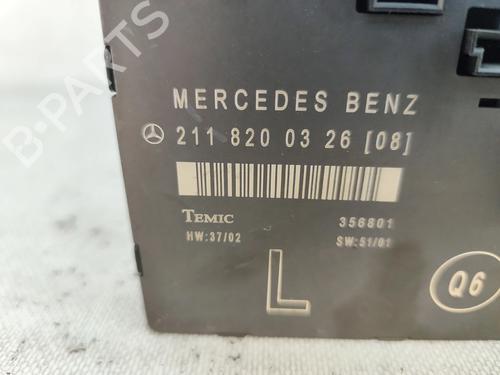 B-PARTS
MERCEDES BENZ
211 820 03 26 [08]
TEMIC 356801
HW:37/02 SW:51/01
L Q6